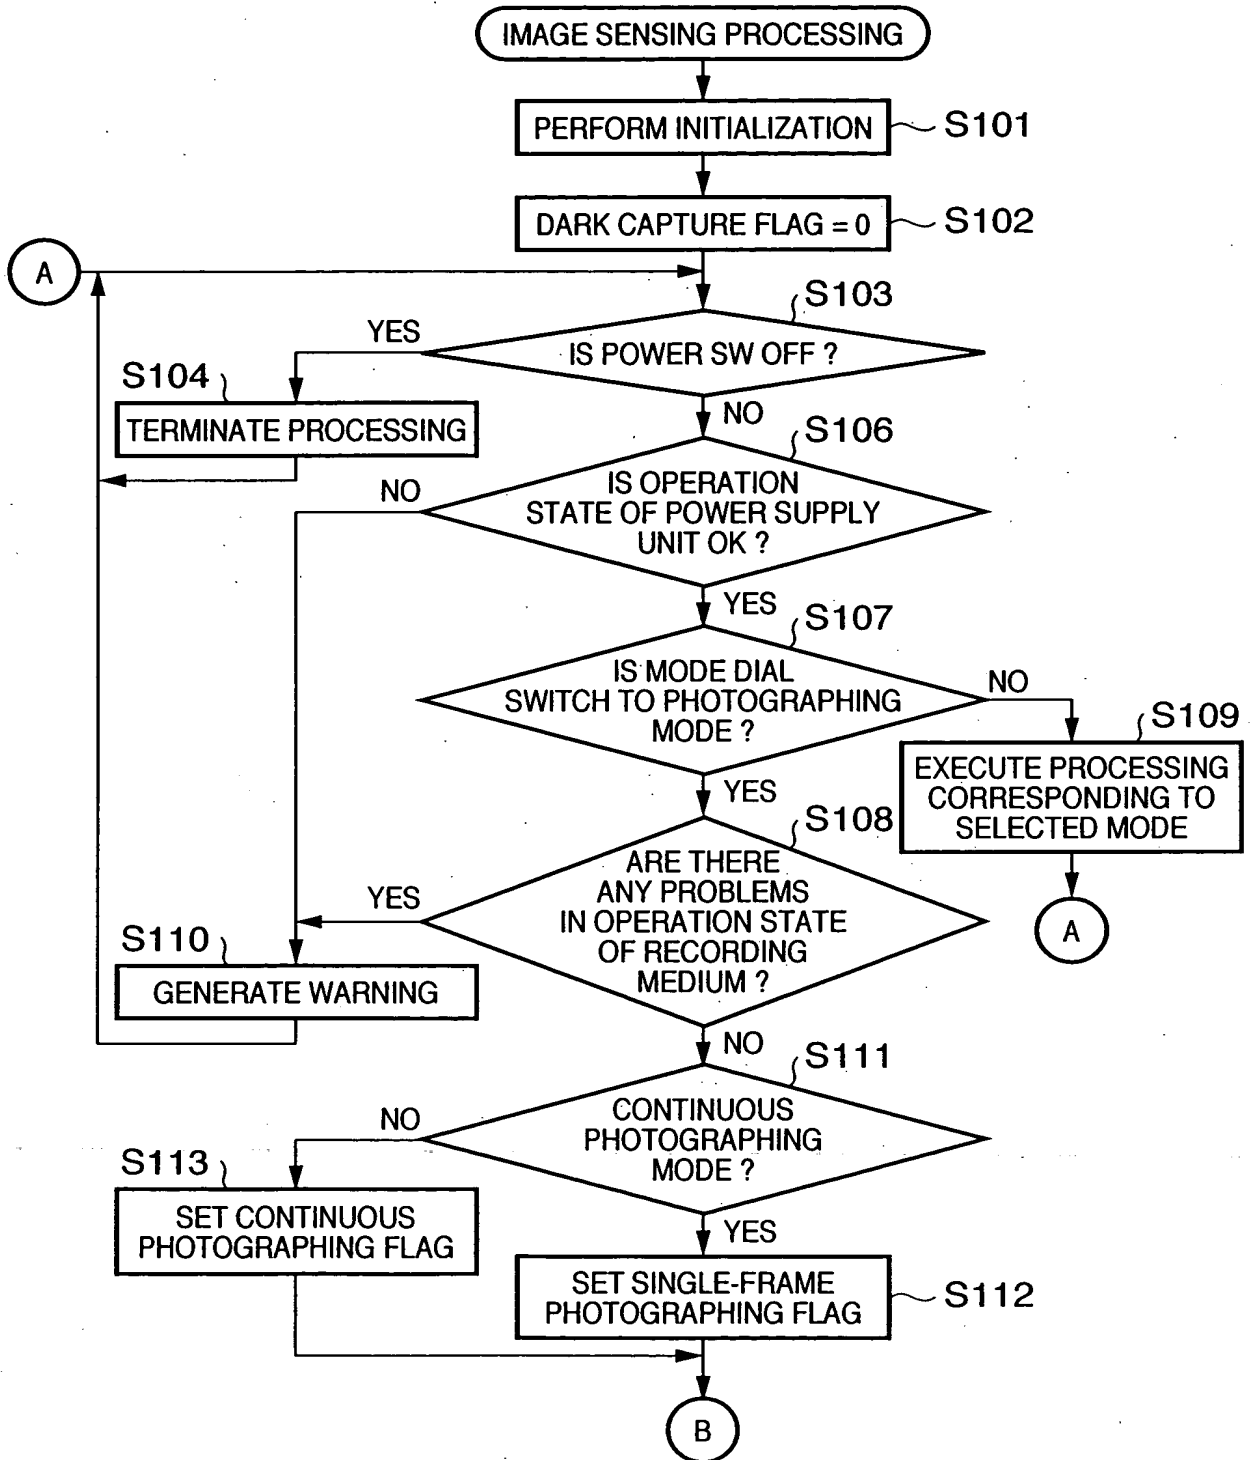 IMAGE SENSING PROCESSING
PERFORM INITIALIZATION
S101
DARK CAPTURE FLAG = 0
S102
A
S103
YES
IS POWER SW OFF ?
S104
TERMINATE PROCESSING
NO
S106
NO
IS OPERATION
STATE OF POWER SUPPLY
UNIT OK ?
YES
S107
IS MODE DIAL
SWITCH TO PHOTOGRAPHING
MODE ?
NO
S109
EXECUTE PROCESSING
CORRESPONDING TO
SELECTED MODE
A
YES
S108
ARE THERE
ANY PROBLEMS
IN OPERATION STATE
OF RECORDING
MEDIUM ?
YES
S110
GENERATE WARNING
NO
S111
CONTINUOUS
PHOTOGRAPHING
MODE ?
NO
S113
SET CONTINUOUS
PHOTOGRAPHING FLAG
YES
SET SINGLE-FRAME
PHOTOGRAPHING FLAG
S112
B